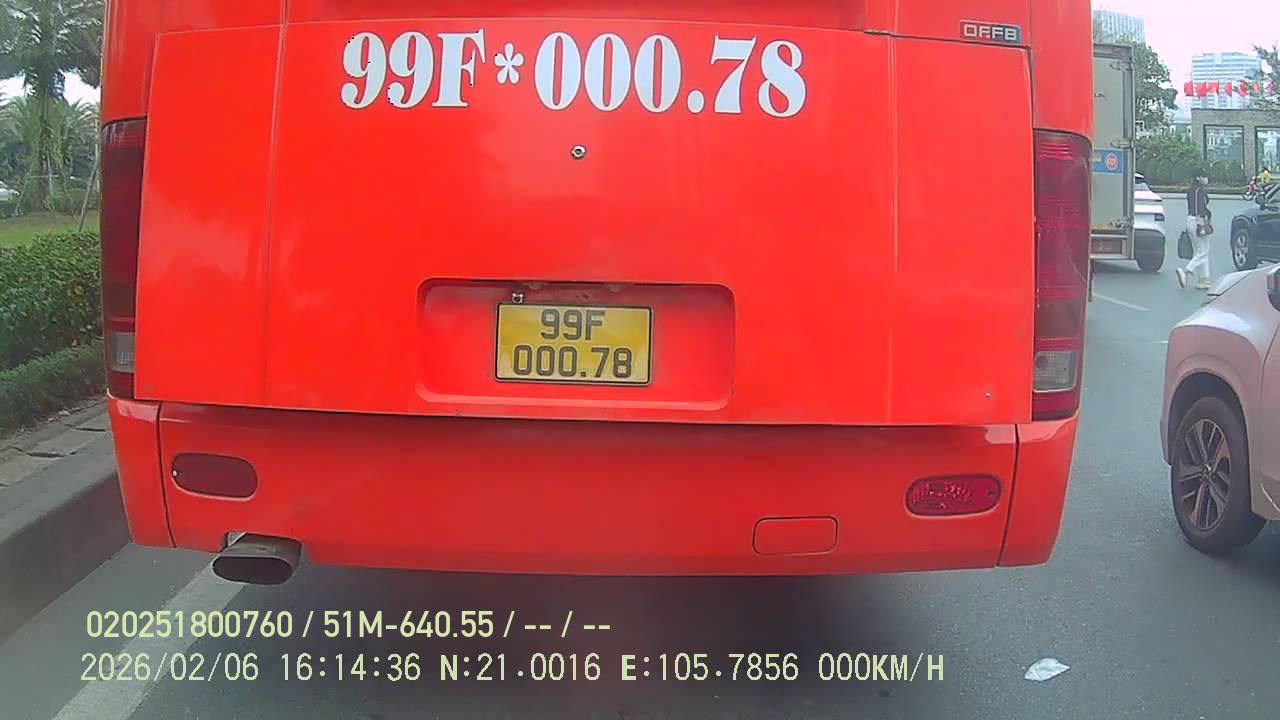 99F*000.78
99F
000.78
020251800760 / 51M-640.55 / -- / --
2026/02/06 16:14:36 N:21.0016 E:105.7856 000KM/H